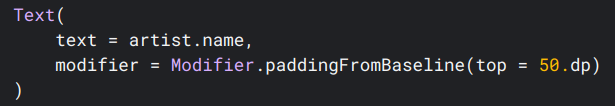 Text(
    text = artist.name,
    modifier = Modifier.paddingFromBaseline(top = 50.dp)
)